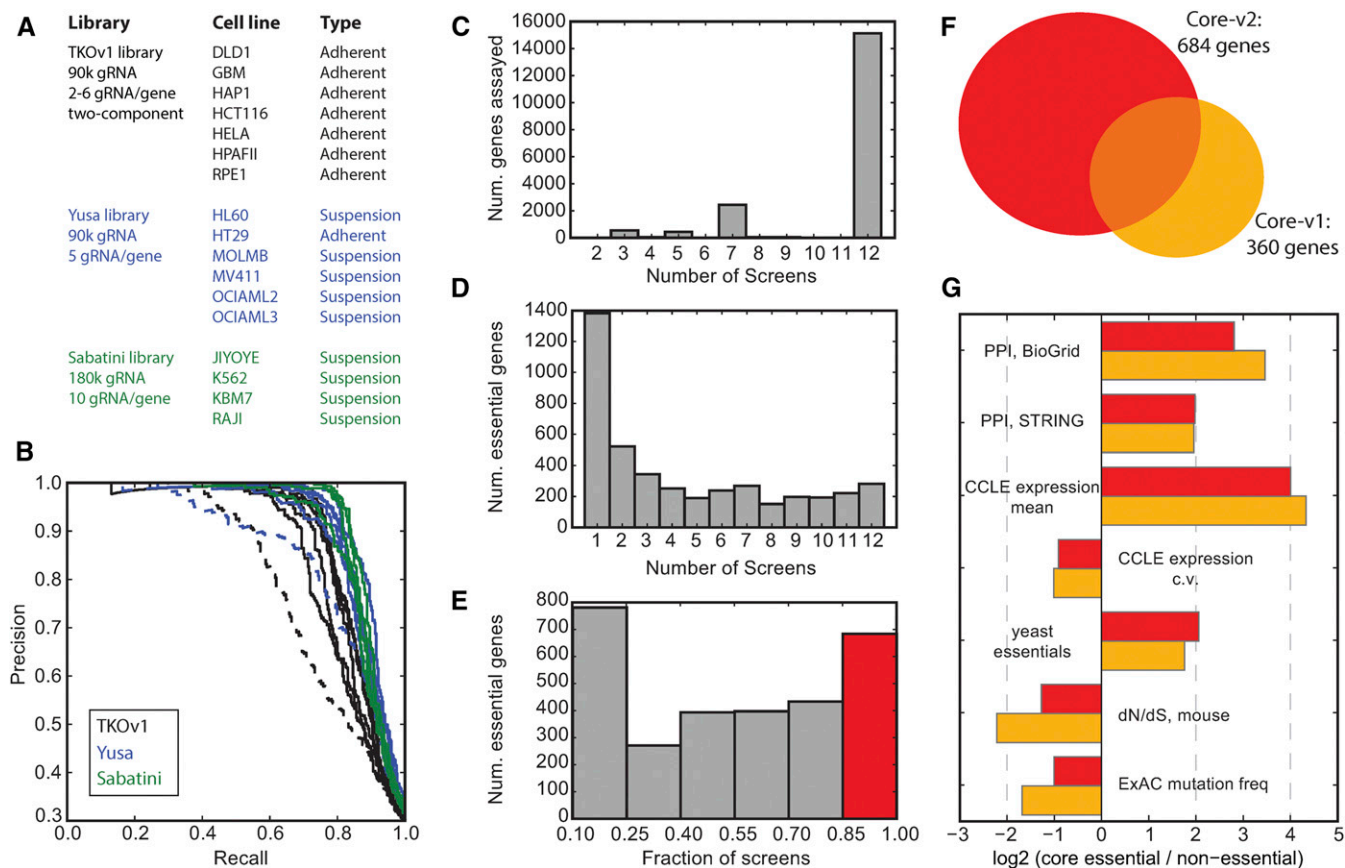 A
Library Cell line Type
TKOv1 library DLD1 Adherent
90k gRNA GBM Adherent
2-6 gRNA/gene HAP1 Adherent
two-component HCT116 Adherent
HELA Adherent
HPAFII Adherent
RPE1 Adherent
Yusa library HL60 Suspension
90k gRNA HT29 Adherent
5 gRNA/gene MOLMB Suspension
MV411 Suspension
OCIAML2 Suspension
OCIAML3 Suspension
Sabatini library JIYOYE Suspension
180k gRNA K562 Suspension
10 gRNA/gene KBM7 Suspension
RAJI Suspension
B
Precision
1.0
0.9
0.8
0.7
0.6
0.5
0.4
0.3
TKOv1
Yusa
Sabatini
0.0 0.2 0.4 0.6 0.8 1.0
Recall
C
Num. genes assayed
16000
14000
12000
10000
8000
6000
4000
2000
0
2 3 4 5 6 7 8 9 10 11 12
Number of Screens
D
Num. essential genes
1400
1200
1000
800
600
400
200
0
1 2 3 4 5 6 7 8 9 10 11 12
Number of Screens
E
Num. essential genes
800
700
600
500
400
300
200
100
0
0.10 0.25 0.40 0.55 0.70 0.85 1.00
Fraction of screens
F
Core-v2:
684 genes
Core-v1:
360 genes
G
PPI, BioGrid
PPI, STRING
CCLE expression
mean
CCLE expression
c.v.
yeast
essentials
dN/dS, mouse
ExAC mutation freq
−3 −2 −1 0 1 2 3 4 5
log2 (core essential / non-essential)